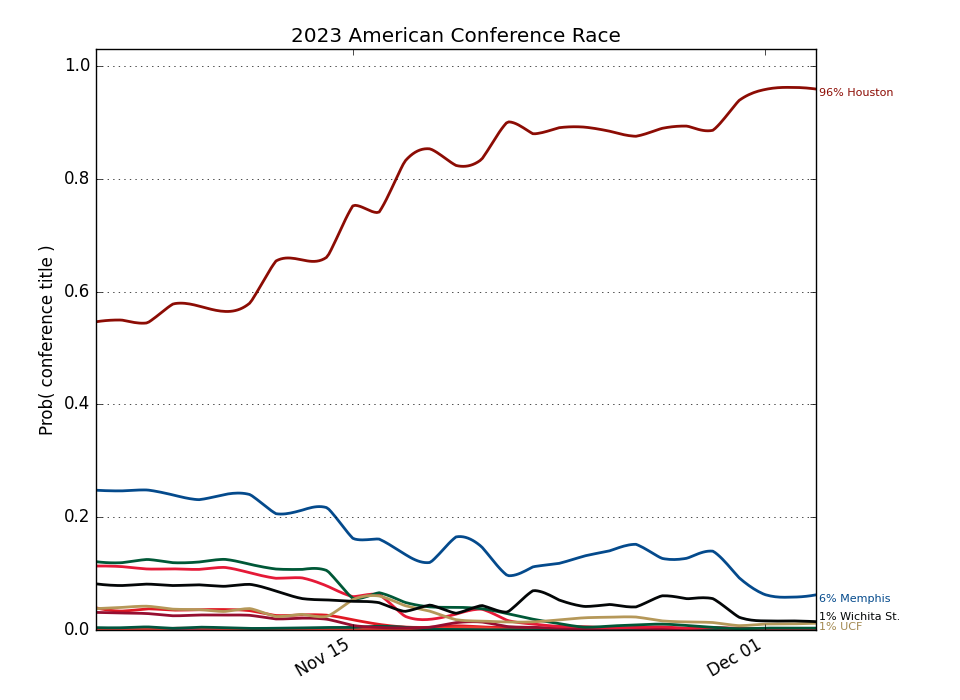 2023 American Conference Race
Prob( conference title )
1.0
0.8
0.6
0.4
0.2
0.0
96% Houston
6% Memphis
1% Wichita St.
1% UCF
Nov 15
Dec 01